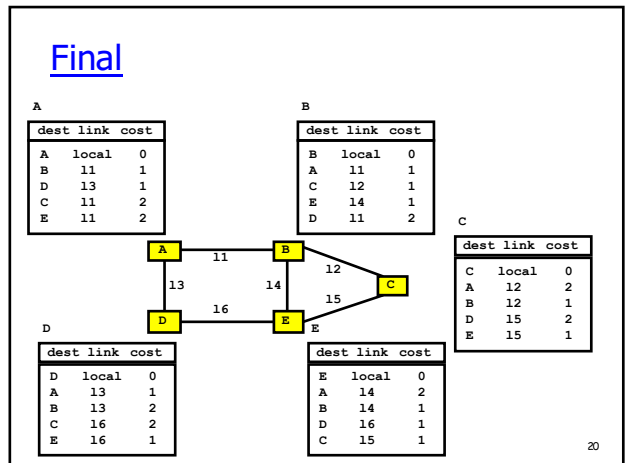 Final
A
dest link cost
A local 0
B l1 1
D l3 1
C l1 2
E l1 2
B
dest link cost
B local 0
A l1 1
C l2 1
E l4 1
D l1 2
C
dest link cost
C local 0
A l2 2
B l2 1
D l5 2
E l5 1
A l1 B
l2
C
l3 l4
l5
l6
D E
D
dest link cost
D local 0
A l3 1
B l3 2
C l6 2
E l6 1
E
dest link cost
E local 0
A l4 2
B l4 1
D l6 1
C l5 1
20